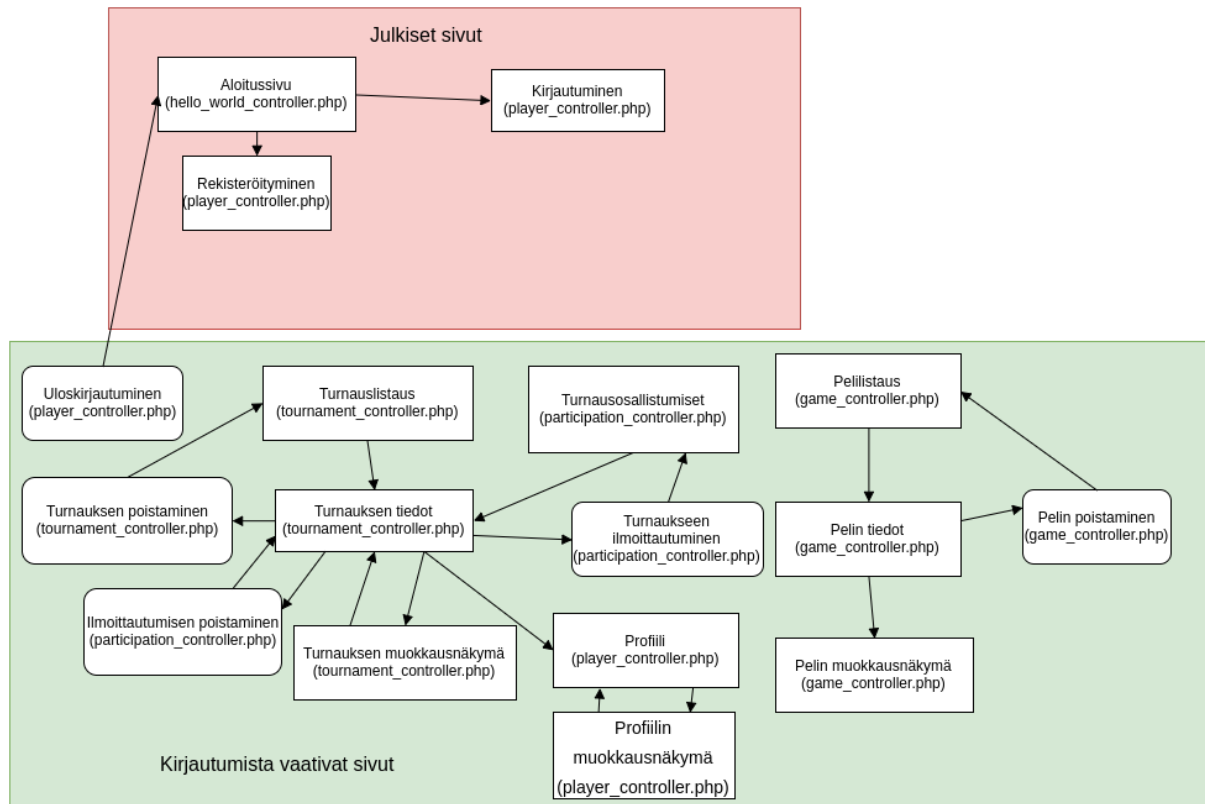 Julkiset sivut
Aloitussivu
(hello_world_controller.php)
Kirjautuminen
(player_controller.php)
Rekisteröityminen
(player_controller.php)
Uloskirjautuminen
(player_controller.php)
Turnauslistaus
(tournament_controller.php)
Turnausosallistumiset
(participation_controller.php)
Pelilistaus
(game_controller.php)
Turnauksen poistaminen
(tournament_controller.php)
Turnauksen tiedot
(tournament_controller.php)
Turnaukseen
ilmoittautuminen
(participation_controller.php)
Pelin tiedot
(game_controller.php)
Pelin poistaminen
(game_controller.php)
Ilmoittautumisen poistaminen
(participation_controller.php)
Turnauksen muokkausnäkymä
(tournament_controller.php)
Profiili
(player_controller.php)
Pelin muokkausnäkymä
(game_controller.php)
Profiilin
muokkausnäkymä
(player_controller.php)
Kirjautumista vaativat sivut